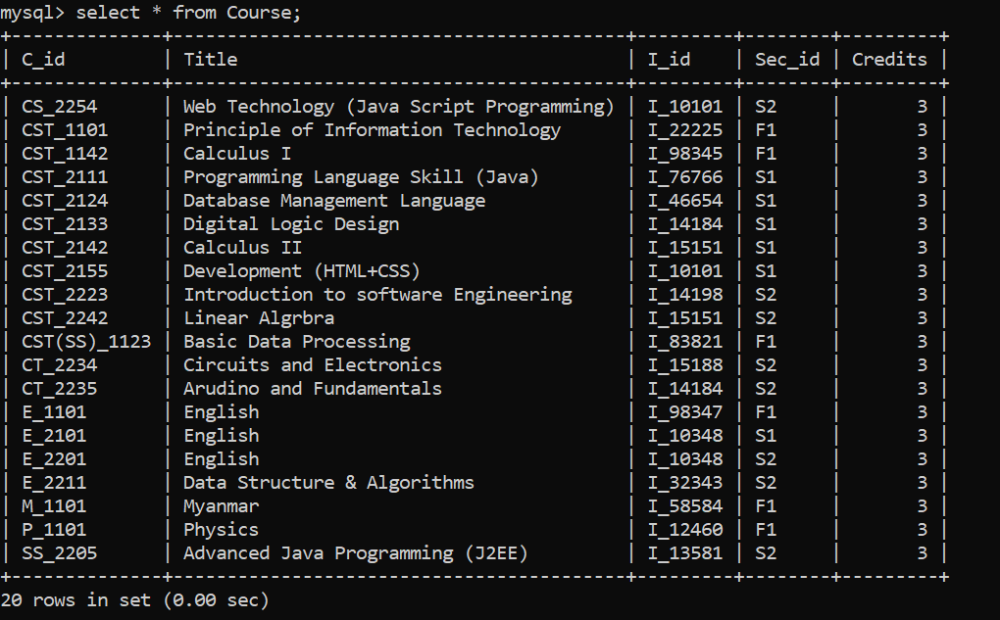 mysql> select * from Course;
+--------------+-------------------------------------------+---------+--------+---------+
| C_id         | Title                                     | I_id    | Sec_id | Credits |
+--------------+-------------------------------------------+---------+--------+---------+
| CS_2254      | Web Technology (Java Script Programming) | I_10101 | S2     |       3 |
| CST_1101     | Principle of Information Technology       | I_22225 | F1     |       3 |
| CST_1142     | Calculus I                                | I_98345 | F1     |       3 |
| CST_2111     | Programming Language Skill (Java)         | I_76766 | S1     |       3 |
| CST_2124     | Database Management Language              | I_46654 | S1     |       3 |
| CST_2133     | Digital Logic Design                      | I_14184 | S1     |       3 |
| CST_2142     | Calculus II                               | I_15151 | S1     |       3 |
| CST_2155     | Development (HTML+CSS)                    | I_10101 | S1     |       3 |
| CST_2223     | Introduction to software Engineering      | I_14198 | S2     |       3 |
| CST_2242     | Linear Algrbra                            | I_15151 | S2     |       3 |
| CST(SS)_1123 | Basic Data Processing                     | I_83821 | F1     |       3 |
| CT_2234      | Circuits and Electronics                  | I_15188 | S2     |       3 |
| CT_2235      | Arudino and Fundamentals                  | I_14184 | S2     |       3 |
| E_1101       | English                                   | I_98347 | F1     |       3 |
| E_2101       | English                                   | I_10348 | S1     |       3 |
| E_2201       | English                                   | I_10348 | S2     |       3 |
| E_2211       | Data Structure & Algorithms               | I_32343 | S2     |       3 |
| M_1101       | Myanmar                                   | I_58584 | F1     |       3 |
| P_1101       | Physics                                   | I_12460 | F1     |       3 |
| SS_2205      | Advanced Java Programming (J2EE)          | I_13581 | S2     |       3 |
+--------------+-------------------------------------------+---------+--------+---------+
20 rows in set (0.00 sec)